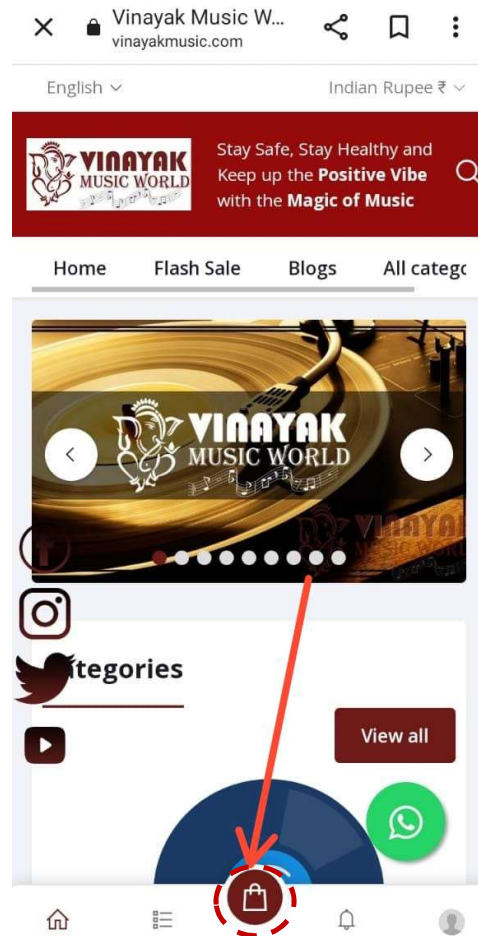 Vinayak Music W...
vinayakmusic.com
English
Indian Rupee ₹
VINAYAK
MUSIC WORLD
Stay Safe, Stay Healthy and
Keep up the Positive Vibe
with the Magic of Music
Home Flash Sale Blogs All catego
VINAYAK
MUSIC WORLD
VINAYA
MUSIC WORL
tegories
View all